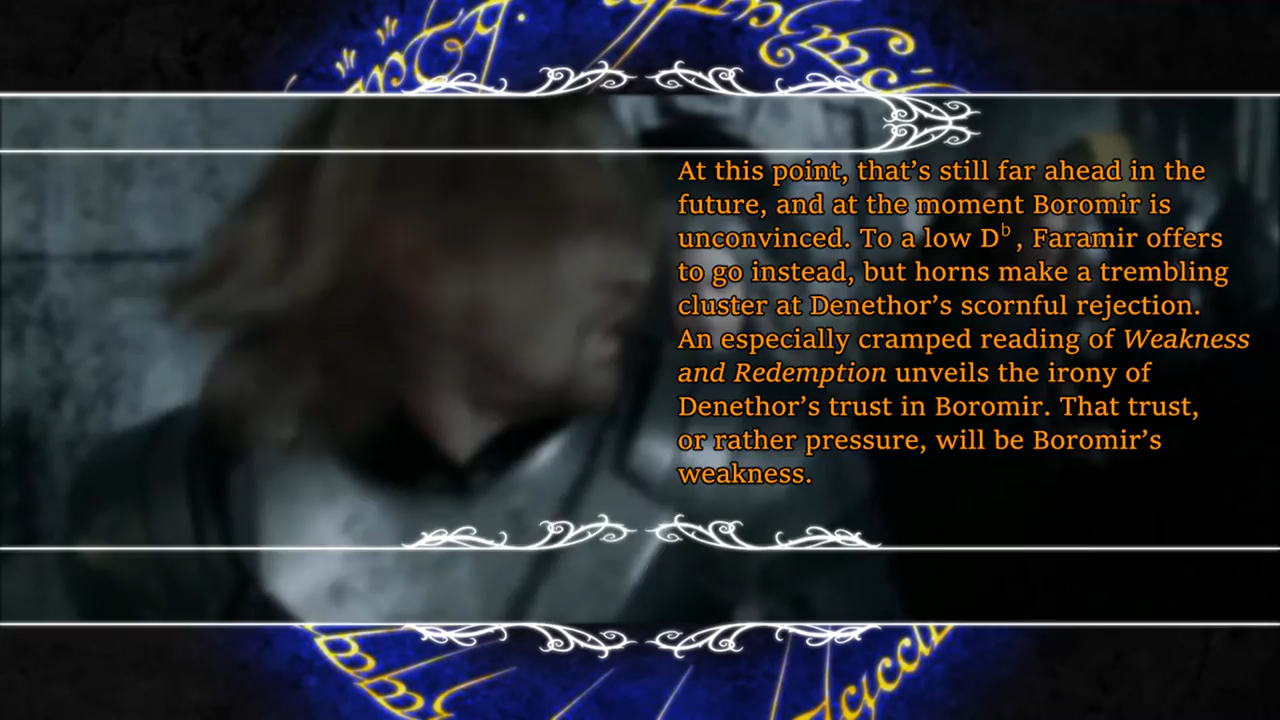 At this point, that's still far ahead in the
future, and at the moment Boromir is
unconvinced. To a low D♭, Faramir offers
to go instead, but horns make a trembling
cluster at Denethor's scornful rejection.
An especially cramped reading of Weakness
and Redemption unveils the irony of
Denethor's trust in Boromir. That trust,
or rather pressure, will be Boromir's
weakness.